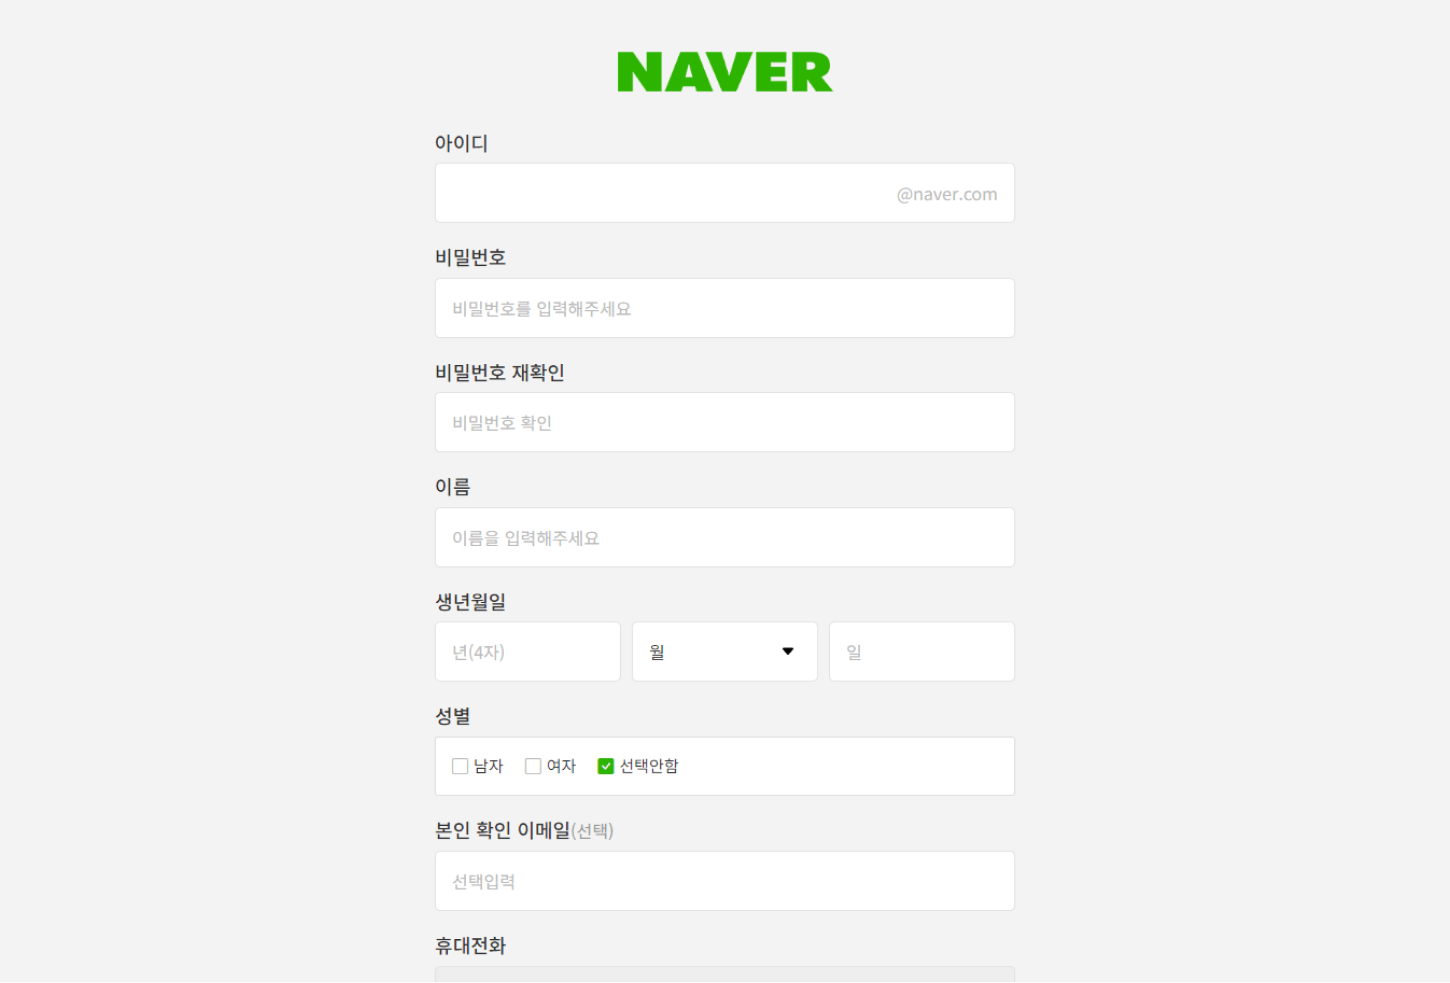 NAVER
아이디
@naver.com
비밀번호
비밀번호를 입력해주세요
비밀번호 재확인
비밀번호 확인
이름
이름을 입력해주세요
생년월일
년(4자) 월 일
성별
남자 여자 선택안함
본인 확인 이메일(선택)
선택입력
휴대전화